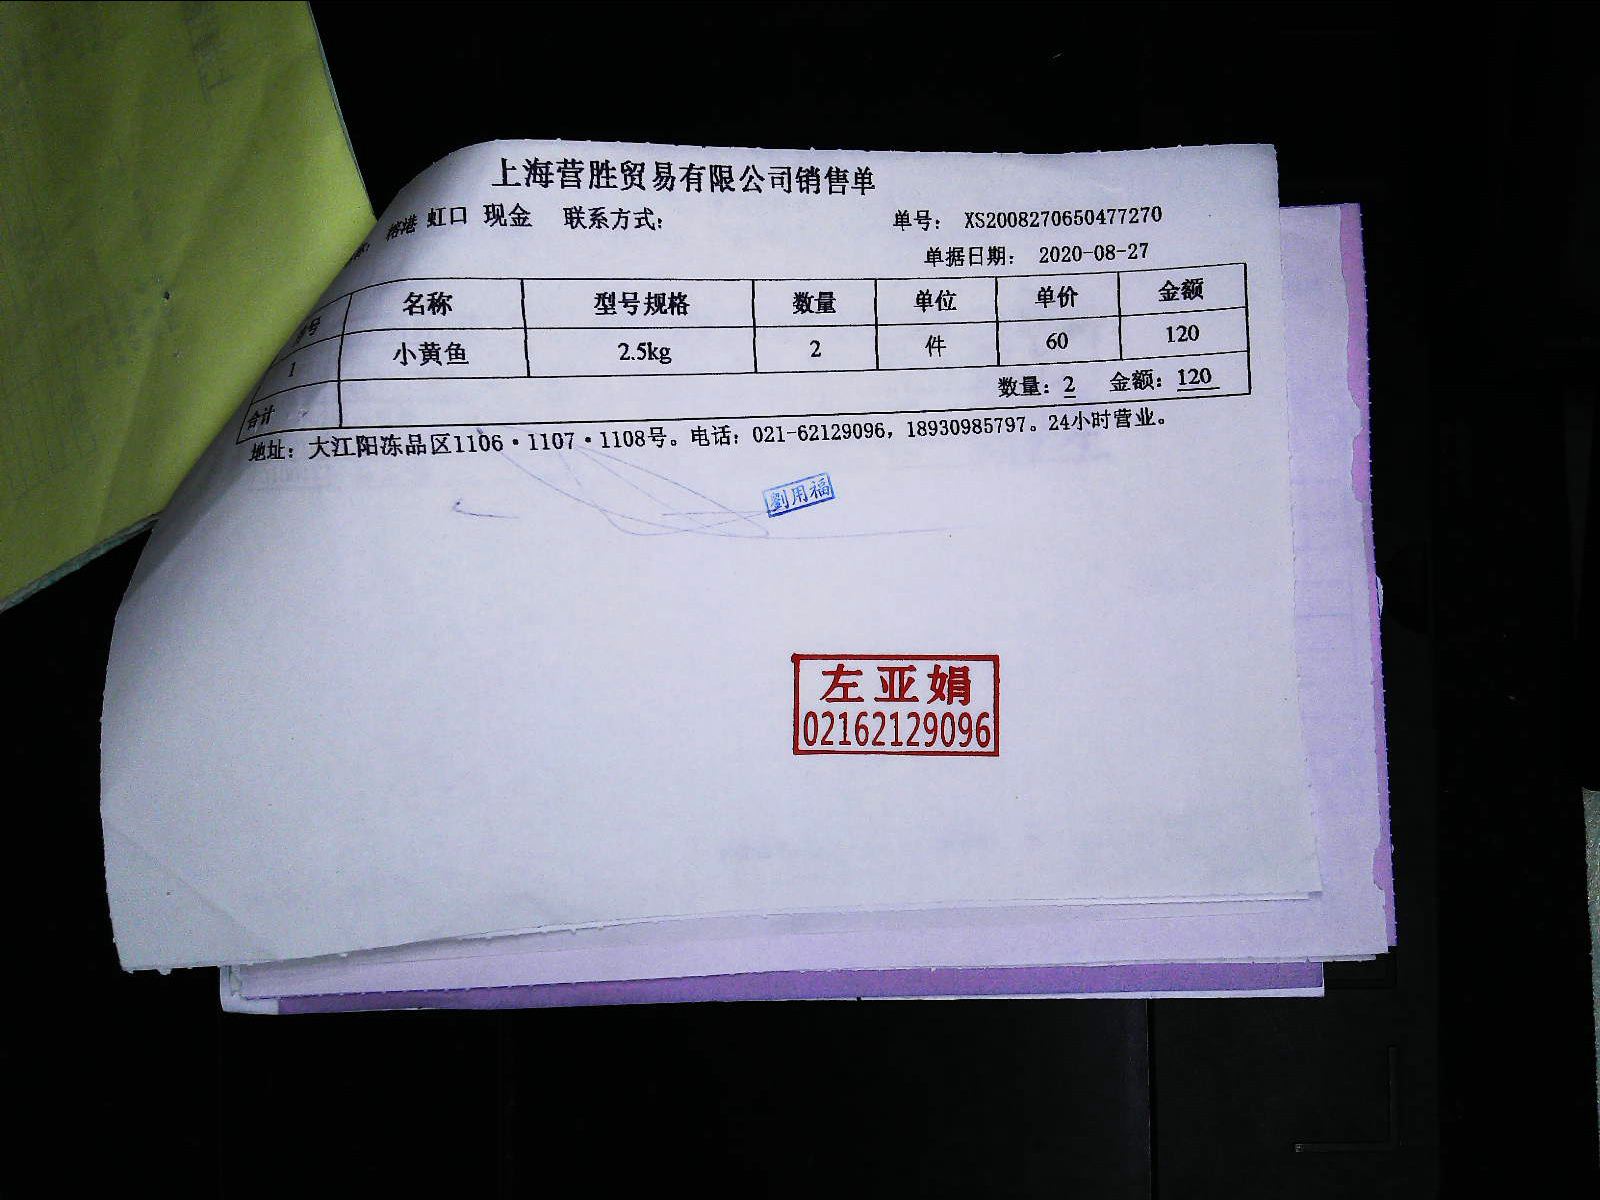 上海营胜贸易有限公司销售单
裕港 虹口 现金 联系方式： 单号： XS2008270650477270
单据日期： 2020-08-27
号 名称 型号规格 数量 单位 单价 金额
1 小黄鱼 2.5kg 2 件 60 120
合计 数量：2 金额：120
地址：大江阳冻品区1106·1107·1108号。电话：021-62129096，18930985797。24小时营业。
劉用福
左亚娟
02162129096